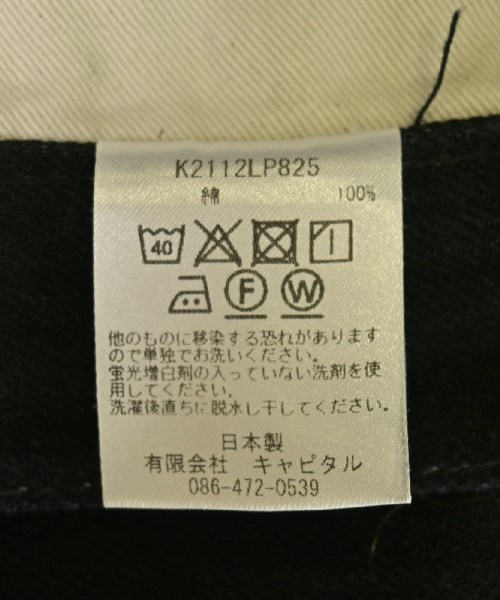 K2112LP825
綿 100%
40
F W
他のものに移染する恐れがあります
ので単独でお洗いください。
蛍光増白剤の入っていない洗剤を使
用してください。
洗濯後直ちに脱水し干してください。
日本製
有限会社 キャピタル
086-472-0539